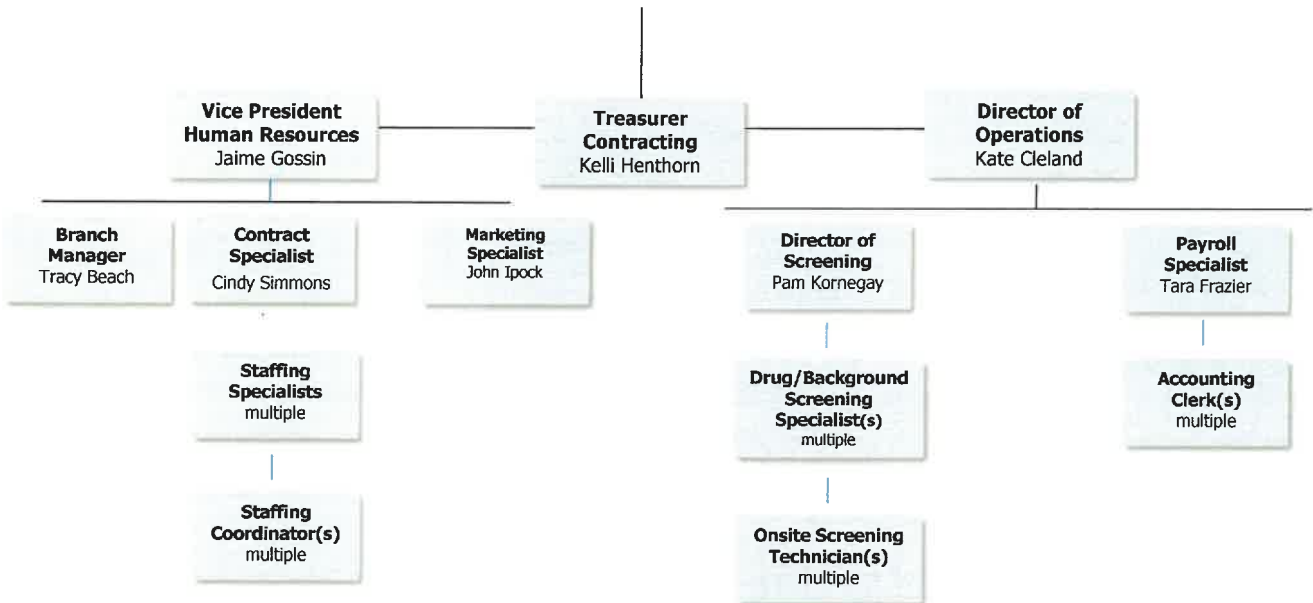 Vice President
Human Resources
Jaime Gossin
Treasurer
Contracting
Kelli Henthorn
Director of
Operations
Kate Cleland
Branch
Manager
Tracy Beach
Contract
Specialist
Cindy Simmons
Marketing
Specialist
John Ipock
Director of
Screening
Pam Kornegay
Payroll
Specialist
Tara Frazier
Staffing
Specialists
multiple
Drug/Background
Screening
Specialist(s)
multiple
Accounting
Clerk(s)
multiple
Staffing
Coordinator(s)
multiple
Onsite Screening
Technician(s)
multiple